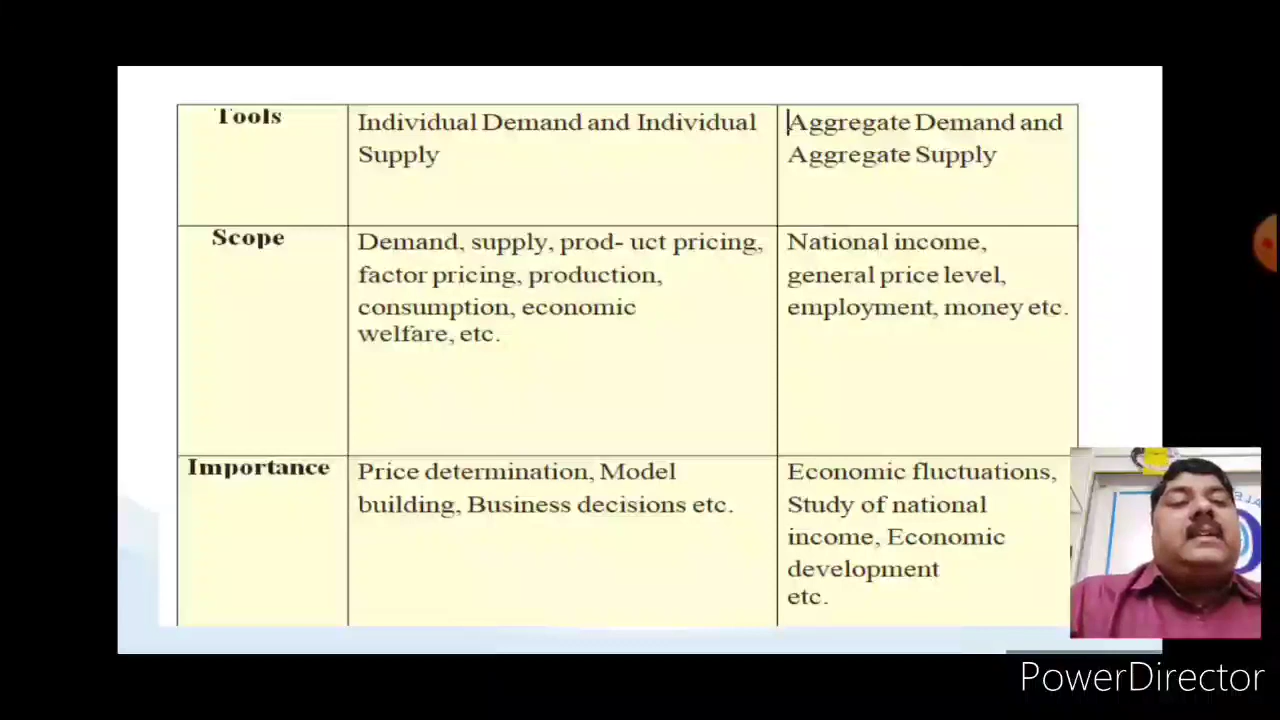 Tools
Individual Demand and Individual
Supply
Aggregate Demand and
Aggregate Supply
Scope
Demand, supply, prod- uct pricing,
factor pricing, production,
consumption, economic
welfare, etc.
National income,
general price level,
employment, money etc.
Importance
Price determination, Model
building, Business decisions etc.
Economic fluctuations,
Study of national
income, Economic
development
etc.
PowerDirector